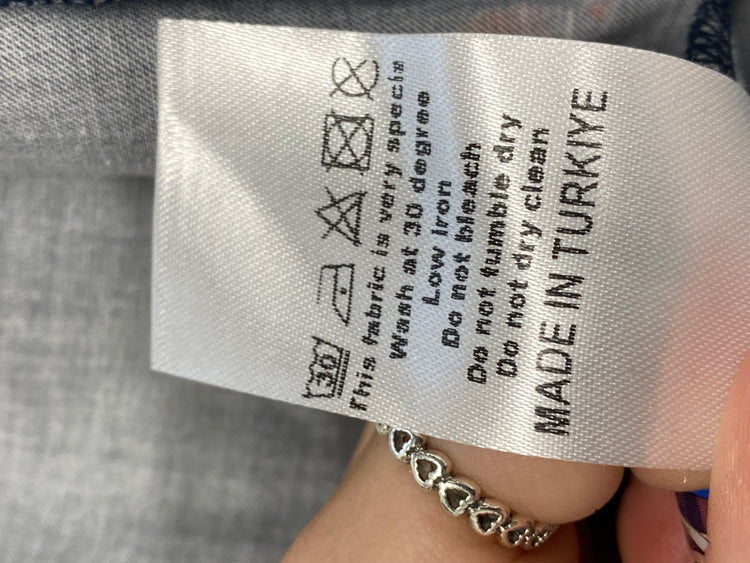 30
This fabric is very specia
Wash at 30 degree
Low iron
Do not bleach
Do not tumble dry
Do not dry clean
MADE IN TURKIYE